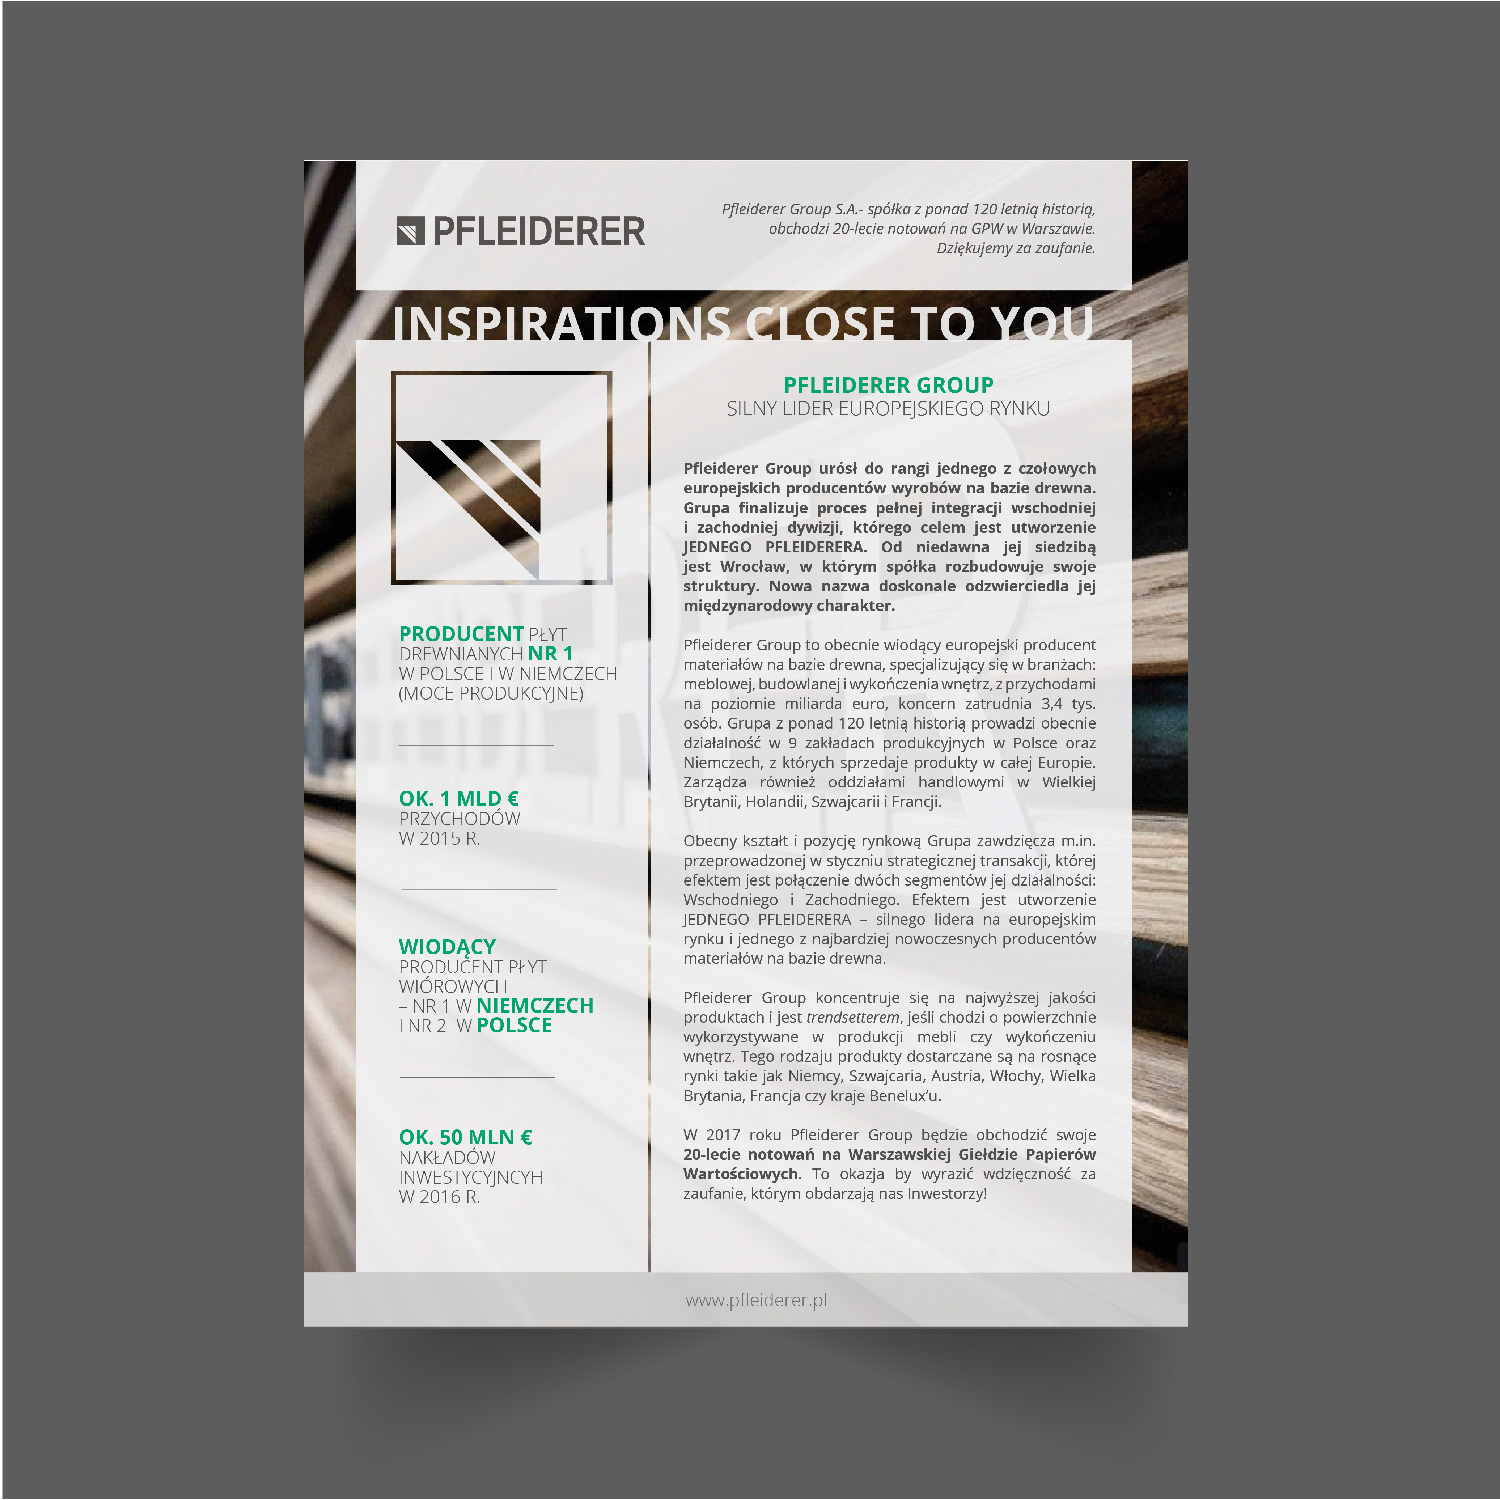 PFLEIDERER
Pfleiderer Group S.A.- spółka z ponad 120 letnią historią,
obchodzi 20-lecie notowań na GPW w Warszawie.
Dziękujemy za zaufanie.
INSPIRATIONS CLOSE TO YOU
PRODUCENT PŁYT
DREWNIANYCH NR 1
W POLSCE I W NIEMCZECH
(MOCE PRODUKCYJNE)
OK. 1 MLD €
PRZYCHODÓW
W 2015 R.
WIODĄCY
PRODUCENT PŁYT
WIÓROWYCH
– NR 1 W NIEMCZECH
I NR 2 W POLSCE
OK. 50 MLN €
NAKŁADÓW
INWESTYCYJNCYH
W 2016 R.
PFLEIDERER GROUP
SILNY LIDER EUROPEJSKIEGO RYNKU
Pfleiderer Group urósł do rangi jednego z czołowych
europejskich producentów wyrobów na bazie drewna.
Grupa finalizuje proces pełnej integracji wschodniej
i zachodniej dywizji, którego celem jest utworzenie
JEDNEGO PFLEIDERERA. Od niedawna jej siedzibą
jest Wrocław, w którym spółka rozbudowuje swoje
struktury. Nowa nazwa doskonale odzwierciedla jej
międzynarodowy charakter.
Pfleiderer Group to obecnie wiodący europejski producent
materiałów na bazie drewna, specjalizujący się w branżach:
meblowej, budowlanej i wykończenia wnętrz, z przychodami
na poziomie miliarda euro, koncern zatrudnia 3,4 tys.
osób. Grupa z ponad 120 letnią historią prowadzi obecnie
działalność w 9 zakładach produkcyjnych w Polsce oraz
Niemczech, z których sprzedaje produkty w całej Europie.
Zarządza również oddziałami handlowymi w Wielkiej
Brytanii, Holandii, Szwajcarii i Francji.
Obecny kształt i pozycję rynkową Grupa zawdzięcza m.in.
przeprowadzonej w styczniu strategicznej transakcji, której
efektem jest połączenie dwóch segmentów jej działalności:
Wschodniego i Zachodniego. Efektem jest utworzenie
JEDNEGO PFLEIDERERA – silnego lidera na europejskim
rynku i jednego z najbardziej nowoczesnych producentów
materiałów na bazie drewna.
Pfleiderer Group koncentruje się na najwyższej jakości
produktach i jest trendsetterem, jeśli chodzi o powierzchnie
wykorzystywane w produkcji mebli czy wykończeniu
wnętrz. Tego rodzaju produkty dostarczane są na rosnące
rynki takie jak Niemcy, Szwajcaria, Austria, Włochy, Wielka
Brytania, Francja czy kraje Benelux'u.
W 2017 roku Pfleiderer Group będzie obchodzić swoje
20-lecie notowań na Warszawskiej Giełdzie Papierów
Wartościowych. To okazja by wyrazić wdzięczność za
zaufanie, którym obdarzają nas Inwestorzy!
www.pfleiderer.pl